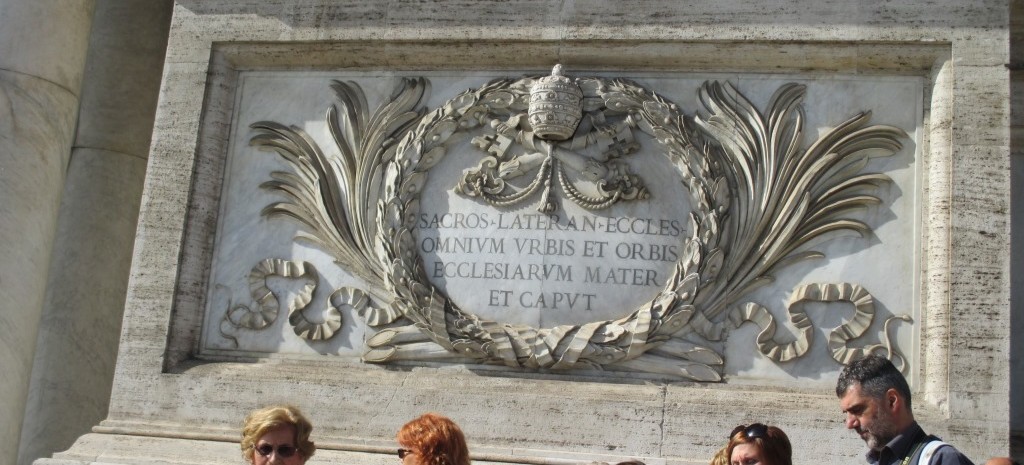 SACROS·LATERAN·ECCLES·
OMNIVM VRBIS ET ORBIS
ECCLESIARVM MATER
ET CAPVT